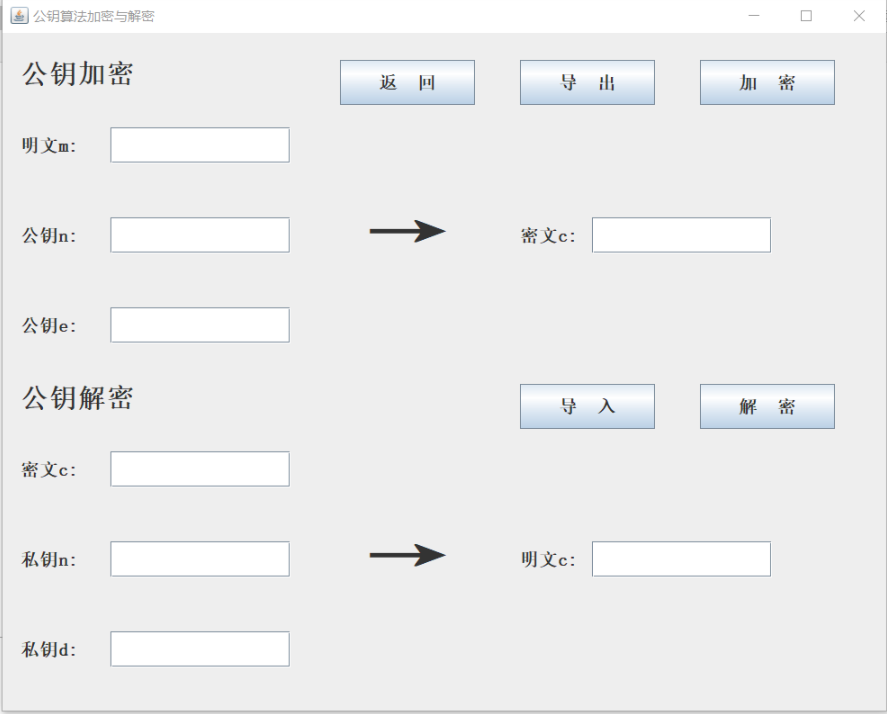 公钥算法加密与解密
公钥加密
返 回
导 出
加 密
明文m:
公钥n:
密文c:
公钥e:
公钥解密
导 入
解 密
密文c:
私钥n:
明文c:
私钥d: